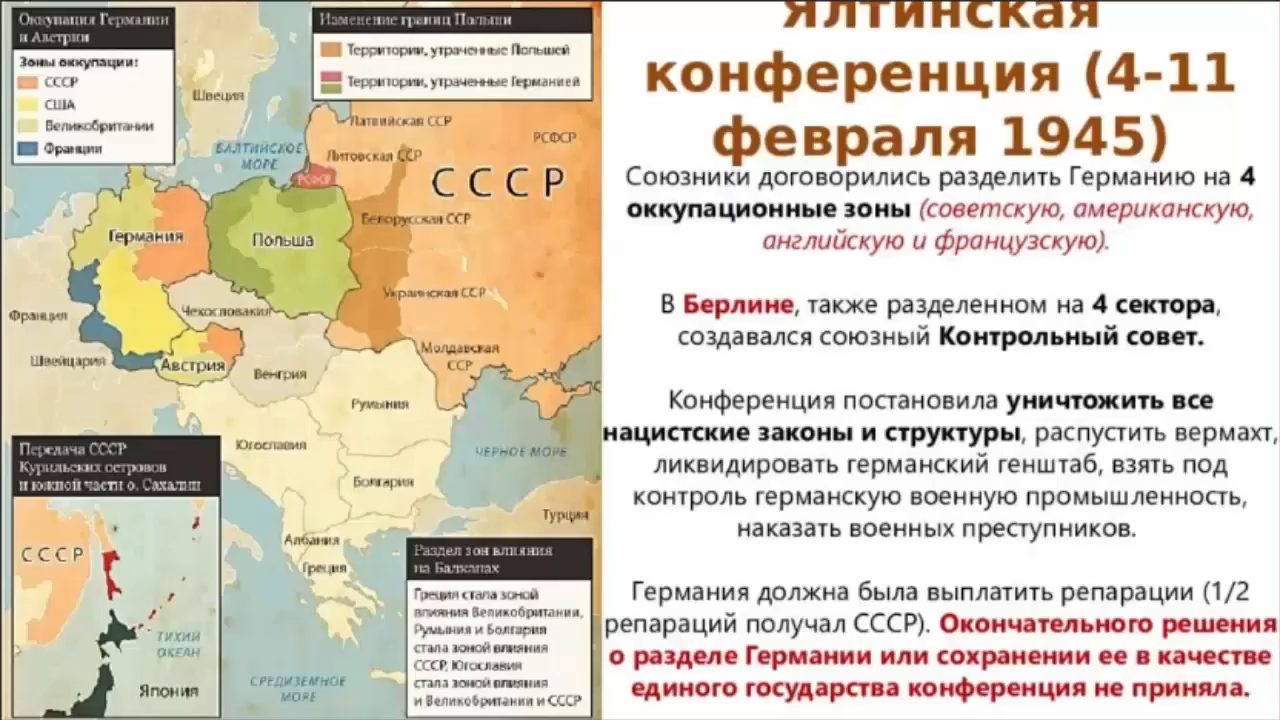 Оккупация Германии
и Австрии
Зоны оккупации:
СССР
США
Великобритании
Франции
Изменение границ Польши
Территории, утраченные Польшей
Территории, утраченные Германией
Швеция
Латвийская ССР
РСФСР
БАЛТИЙСКОЕ
МОРЕ
Литовская ССР
РСФСР
СССР
Белорусская ССР
Германия
Польша
Украинская ССР
Чехословакия
Франция
Молдавская
ССР
Швейцария
Австрия
Венгрия
Румыния
Югославия
ЧЕРНОЕ МОРЕ
Болгария
Турция
Албания
Греция
СРЕДИЗЕМНОЕ
МОРЕ
Передача СССР
Курильских островов
и южной части о. Сахалин
СССР
ТИХИЙ
ОКЕАН
Япония
Раздел зон влияния
на Балканах
Греция стала зоной
влияния Великобритании,
Румыния и Болгария
стала зоной влияния
СССР, Югославия
стала зоной влияния
и Великобритании и СССР
Ялтинская
конференция (4-11
февраля 1945)
Союзники договорились разделить Германию на 4
оккупационные зоны (советскую, американскую,
английскую и французскую).
В Берлине, также разделенном на 4 сектора,
создавался союзный Контрольный совет.
Конференция постановила уничтожить все
нацистские законы и структуры, распустить вермахт,
ликвидировать германский генштаб, взять под
контроль германскую военную промышленность,
наказать военных преступников.
Германия должна была выплатить репарации (1/2
репараций получал СССР). Окончательного решения
о разделе Германии или сохранении ее в качестве
единого государства конференция не приняла.